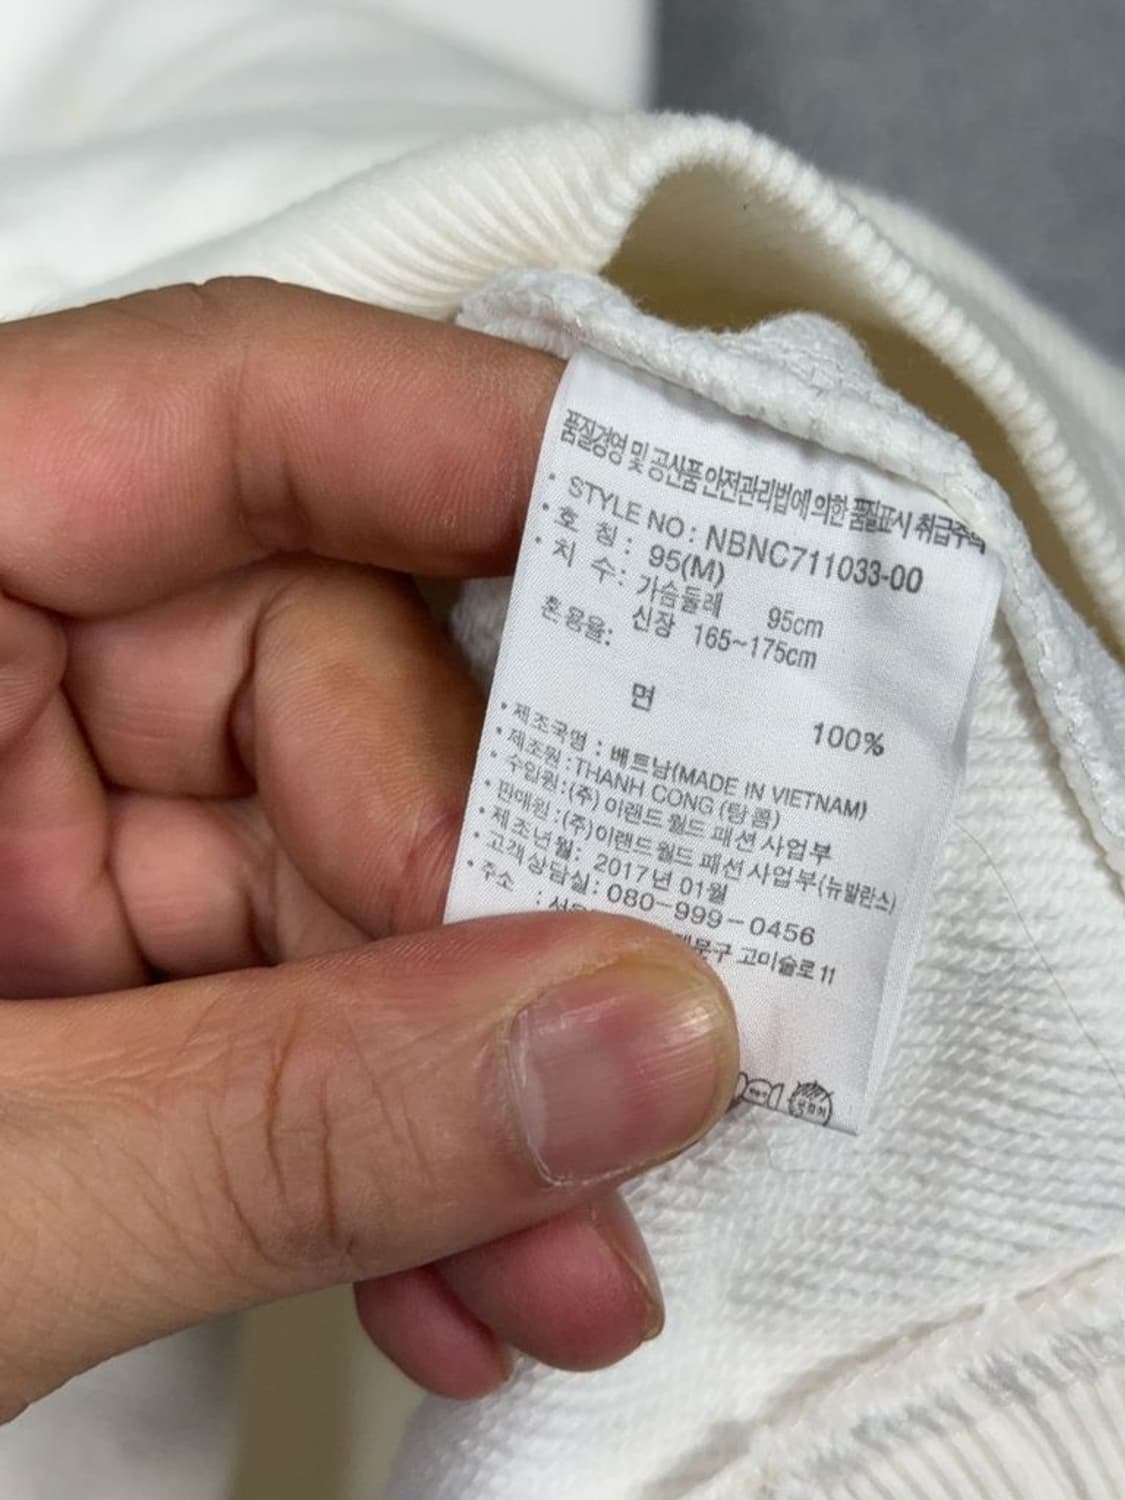 품질경영 및 공산품안전관리법에 의한 품질표시 취급주의
· STYLE NO : NBNC711033-00
· 호 칭 : 95(M)
· 치 수 : 가슴둘레 95cm
신장 165~175cm
혼용율:
면 100%
· 제조국명 : 베트남(MADE IN VIETNAM)
· 제조원 : THANH CONG (탕콤)
· 수입원 : (주)이랜드월드 패션사업부
· 판매원 : (주)이랜드월드 패션사업부(뉴발란스)
· 제조년월 : 2017년 01월
· 고객상담실: 080-999-0456
· 주소 : 고미술로 11